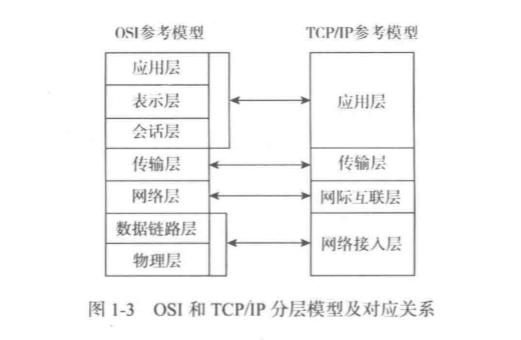 OSI参考模型
TCP/IP参考模型
应用层
表示层
会话层
传输层
网络层
数据链路层
物理层
应用层
传输层
网际互联层
网络接入层
图 1-3 OSI 和 TCP/IP 分层模型及对应关系